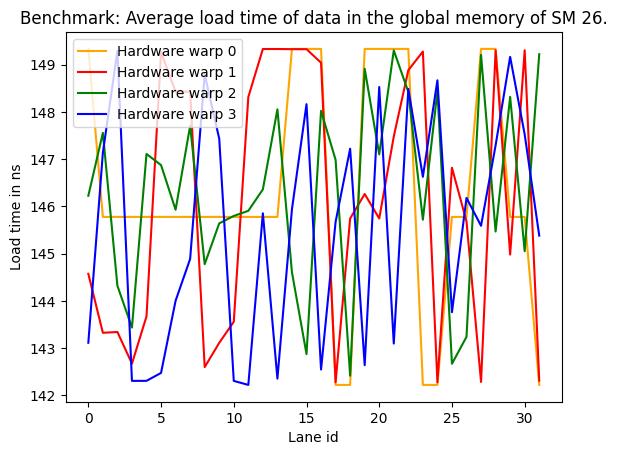 Benchmark: Average load time of data in the global memory of SM 26.
Hardware warp 0
Hardware warp 1
Hardware warp 2
Hardware warp 3
149
148
147
146
145
144
143
142
Load time in ns
0 5 10 15 20 25 30
Lane id